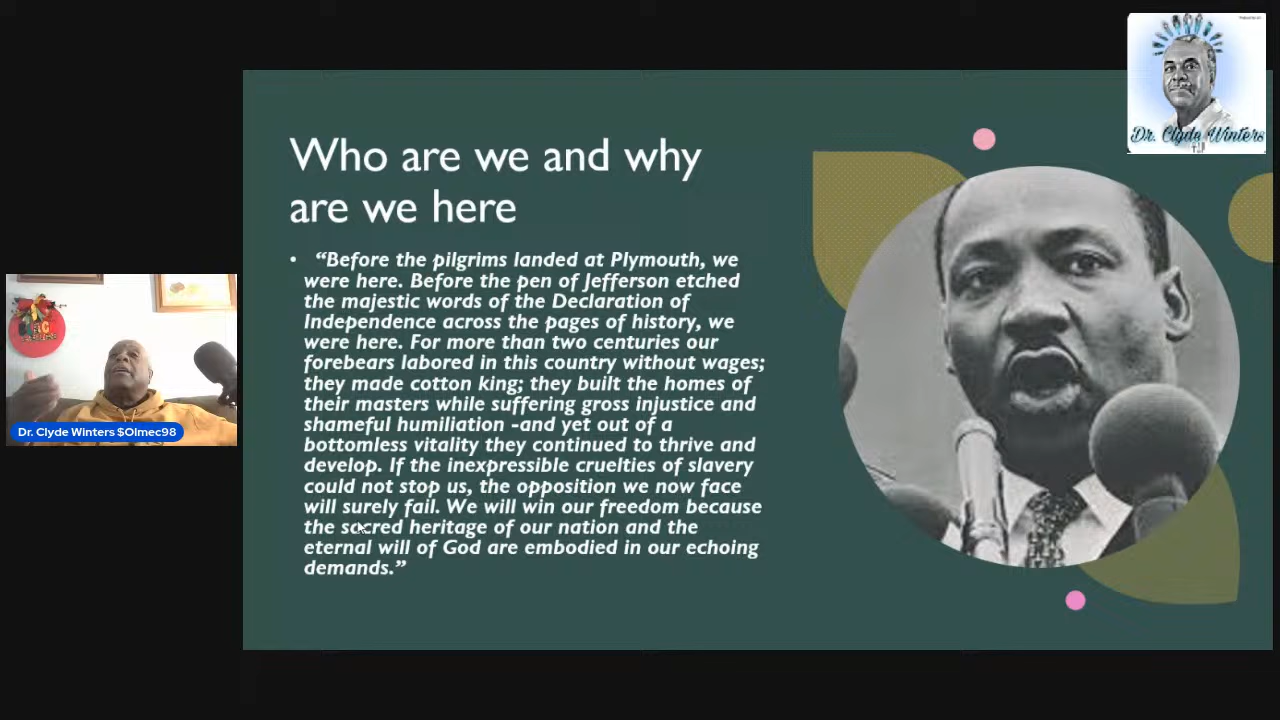 Dr. Clyde Winters
Who are we and why
are we here
• “Before the pilgrims landed at Plymouth, we
were here. Before the pen of Jefferson etched
the majestic words of the Declaration of
Independence across the pages of history, we
were here. For more than two centuries our
forebears labored in this country without wages;
they made cotton king; they built the homes of
their masters while suffering gross injustice and
shameful humiliation -and yet out of a
bottomless vitality they continued to thrive and
develop. If the inexpressible cruelties of slavery
could not stop us, the opposition we now face
will surely fail. We will win our freedom because
the sacred heritage of our nation and the
eternal will of God are embodied in our echoing
demands.”
Dr. Clyde Winters $Olmec98